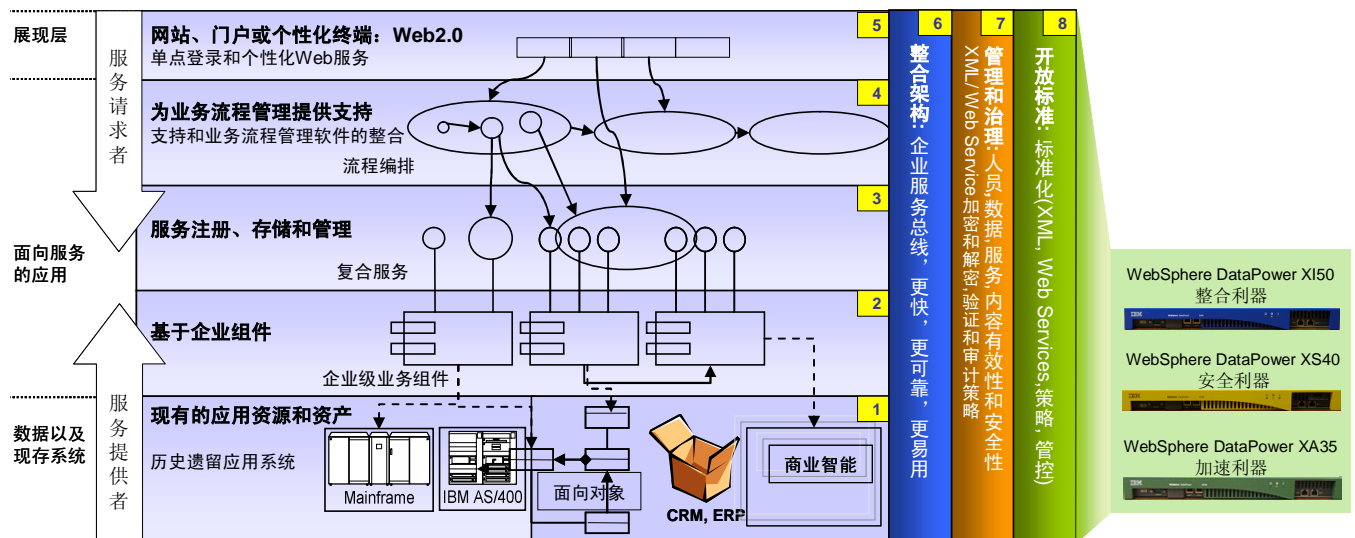 展现层
面向服务
的应用
数据以及
现存系统
服务请求者
服务提供者
网站、门户或个性化终端：Web2.0
单点登录和个性化Web服务
5
为业务流程管理提供支持
支持和业务流程管理软件的整合
流程编排
4
服务注册、存储和管理
复合服务
3
基于企业组件
企业级业务组件
2
现有的应用资源和资产
历史遗留应用系统
1
Mainframe
IBM AS/400
面向对象
CRM, ERP
商业智能
6
整合架构: 企业服务总线，更快，更可靠，更易用
7
管理和治理: 人员,数据,服务,内容有效性和安全性
XML/ Web Service 加密和解密,验证和审计策略
8
开放标准: 标准化(XML, Web Services,策略, 管控)
WebSphere DataPower XI50
整合利器
IBM
WebSphere DataPower XS40
安全利器
IBM
WebSphere DataPower XA35
加速利器
IBM